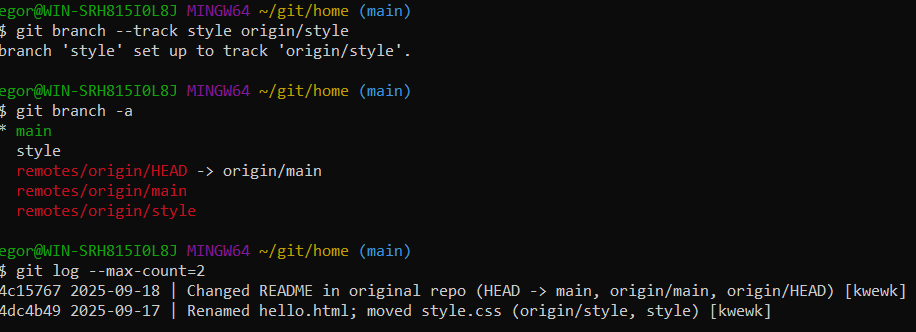 egor@WIN-SRH815I0L8J MINGW64 ~/git/home (main)
$ git branch --track style origin/style
branch 'style' set up to track 'origin/style'.
egor@WIN-SRH815I0L8J MINGW64 ~/git/home (main)
$ git branch -a
* main
style
remotes/origin/HEAD -> origin/main
remotes/origin/main
remotes/origin/style
egor@WIN-SRH815I0L8J MINGW64 ~/git/home (main)
$ git log --max-count=2
4c15767 2025-09-18 | Changed README in original repo (HEAD -> main, origin/main, origin/HEAD) [kwewk]
4dc4b49 2025-09-17 | Renamed hello.html; moved style.css (origin/style, style) [kwewk]